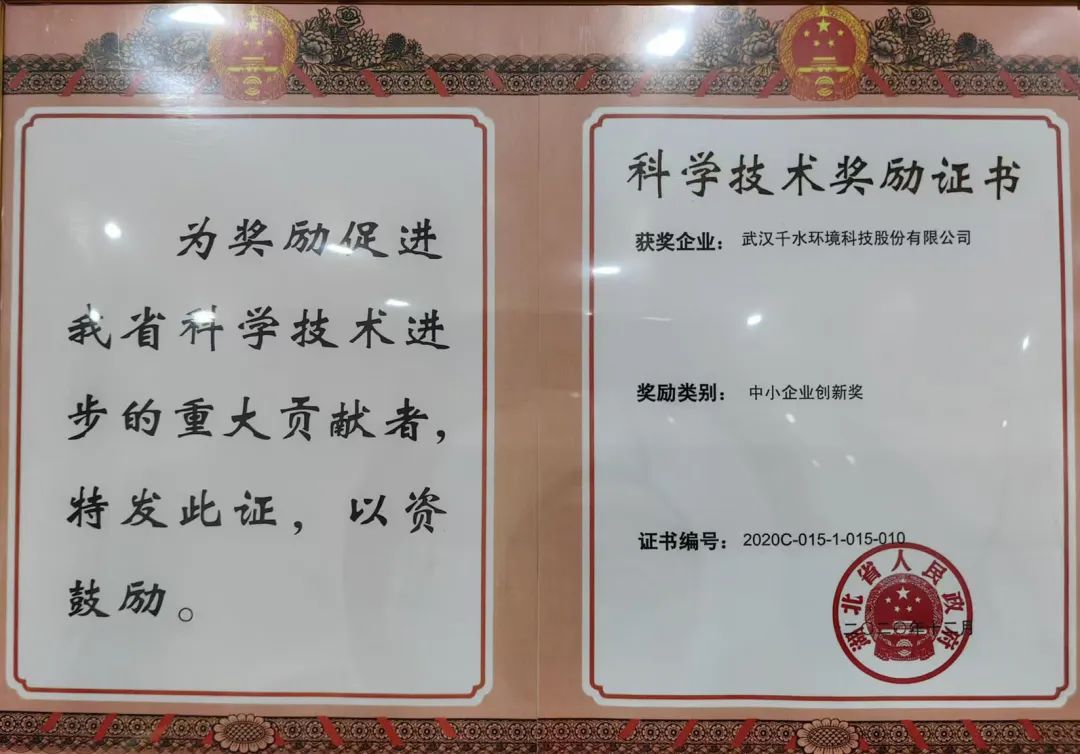 为奖励促进
我省科学技术进
步的重大贡献者，
特发此证，以资
鼓励。
科学技术奖励证书
获奖企业：武汉千水环境科技股份有限公司
奖励类别：中小企业创新奖
证书编号：2020C-015-1-015-010
湖北省人民政府
二〇二〇年十二月